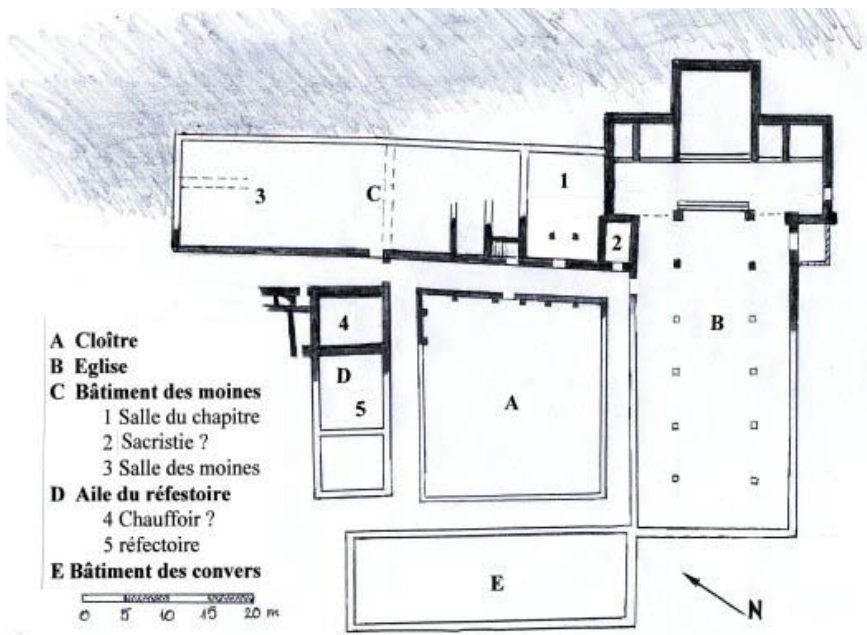 3
C
1
2
B
4
D
5
A
E
A Cloître
B Eglise
C Bâtiment des moines
1 Salle du chapitre
2 Sacristie ?
3 Salle des moines
D Aile du réfestoire
4 Chauffoir ?
5 réfectoire
E Bâtiment des convers
0 5 10 15 20 m
N